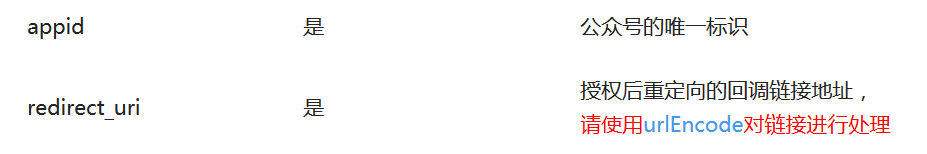 appid 是 公众号的唯一标识
redirect_uri 是 授权后重定向的回调链接地址，
请使用urlEncode对链接进行处理